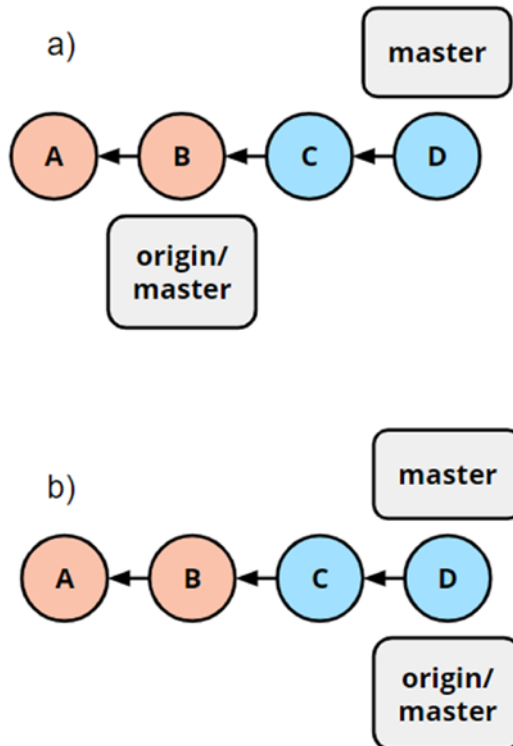 a)
master
A B C D
origin/
master
b)
master
A B C D
origin/
master